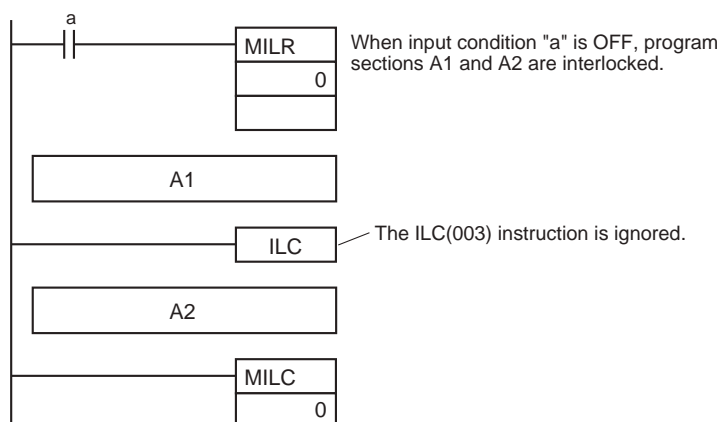 a
MILR
0
When input condition "a" is OFF, program
sections A1 and A2 are interlocked.
A1
ILC
The ILC(003) instruction is ignored.
A2
MILC
0